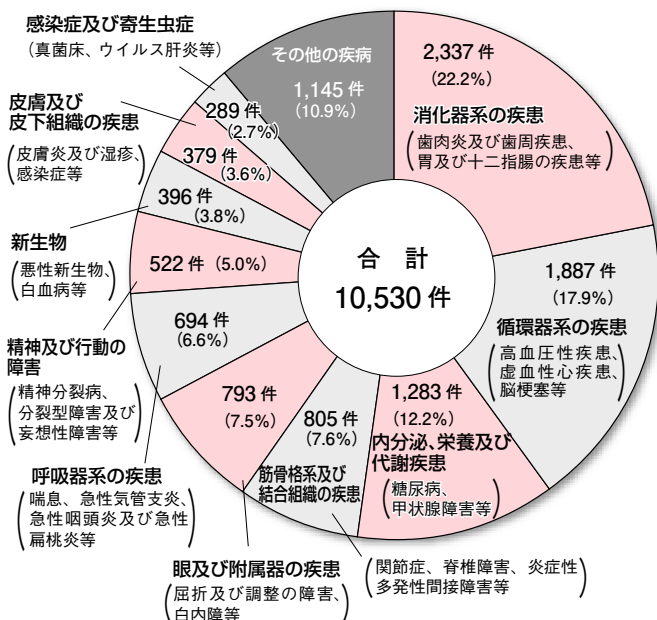 2,337 件
(22.2%)
消化器系の疾患
(歯肉炎及び歯周疾患、
胃及び十二指腸の疾患等)
1,887 件
(17.9%)
循環器系の疾患
(高血圧性疾患、
虚血性心疾患、
脳梗塞等)
1,283 件
(12.2%)
内分泌、栄養及び
代謝疾患
(糖尿病、
甲状腺障害等)
805 件
(7.6%)
筋骨格系及び
結合組織の疾患
(関節症、脊椎障害、炎症性
多発性間接障害等)
793 件
(7.5%)
眼及び附属器の疾患
(屈折及び調整の障害、
白内障等)
694 件
(6.6%)
呼吸器系の疾患
(喘息、急性気管支炎、
急性咽頭炎及び急性
扁桃炎等)
522 件 (5.0%)
精神及び行動の
障害
(精神分裂病、
分裂型障害及び
妄想性障害等)
396 件
(3.8%)
新生物
(悪性新生物、
白血病等)
379 件
(3.6%)
皮膚及び
皮下組織の疾患
(皮膚炎及び湿疹、
感染症等)
289 件
(2.7%)
感染症及び寄生虫症
(真菌床、ウイルス肝炎等)
その他の疾病
1,145 件
(10.9%)
合 計
10,530 件